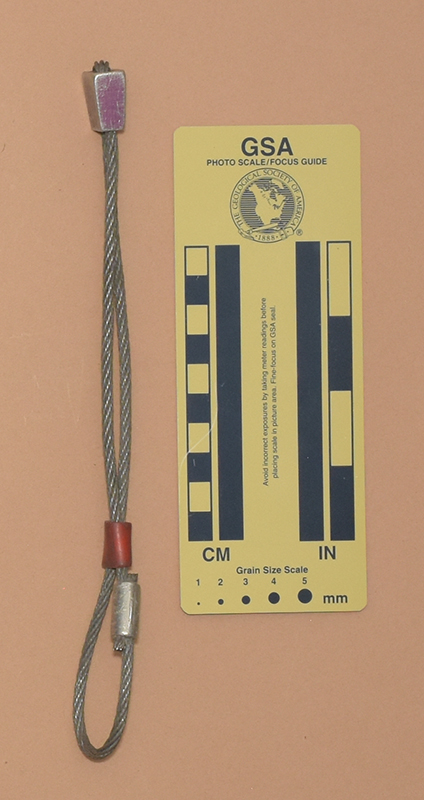 GSA
PHOTO SCALE/FOCUS GUIDE
THE GEOLOGICAL SOCIETY OF AMERICA
1888
®
Avoid incorrect exposures by taking meter readings before
placing scale in picture area. Fine-focus on GSA seal.
CM IN
Grain Size Scale
1 2 3 4 5
mm